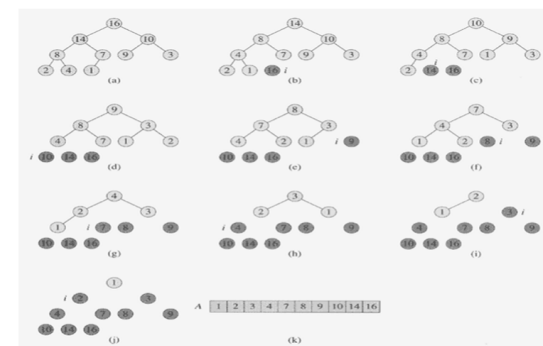 16
14 10
8 7 9 3
2 4 1
(a)
14
8 10
4 7 9 3
2 1 16 i
(b)
10
8 9
4 7 1 3
i
2 14 16
(c)
9
8 3
4 7 1 2
i 10 14 16
(d)
8
7 3
4 2 1 i 9
10 14 16
(e)
7
4 3
1 2 8 i 9
10 14 16
(f)
4
2 3
1 i 7 8 9
10 14 16
(g)
3
2 1
i 4 7 8 9
10 14 16
(h)
2
1 3 i
4 7 8 9
10 14 16
(i)
1
i 2 3
4 7 8 9
10 14 16
(j)
A 1 2 3 4 7 8 9 10 14 16
(k)